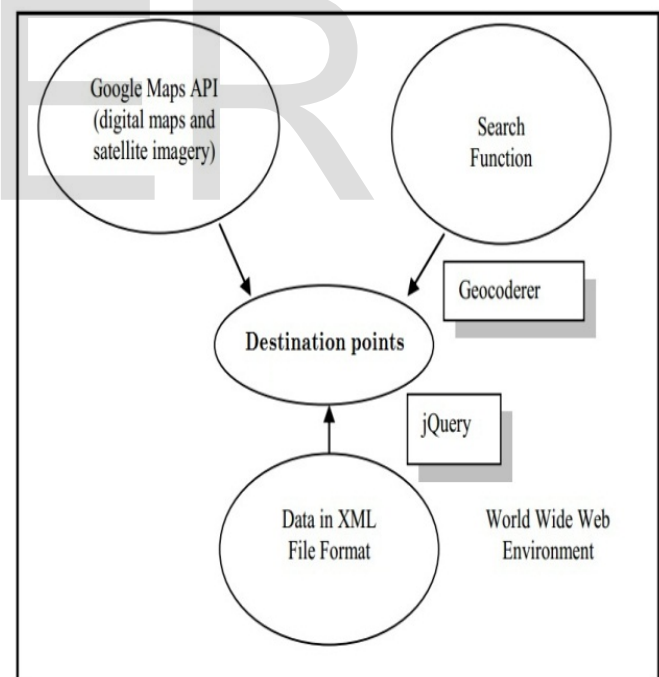 ER
Google Maps API
(digital maps and
satellite imagery)
Search
Function
Geocoderer
Destination points
jQuery
Data in XML
File Format
World Wide Web
Environment